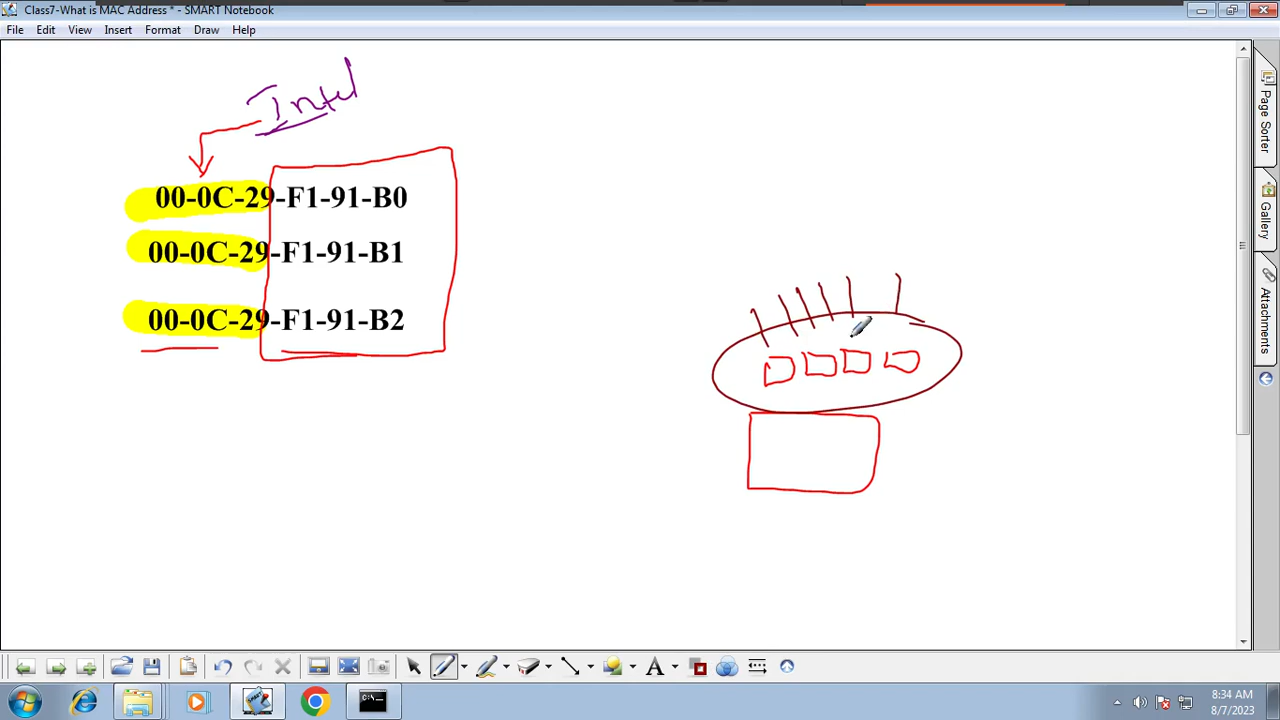 Class7-What is MAC Address * - SMART Notebook
File Edit View Insert Format Draw Help
Intel
00-0C-29-F1-91-B0
00-0C-29-F1-91-B1
00-0C-29-F1-91-B2
Page Sorter
Gallery
Attachments
A
C:\
8:34 AM
8/7/2023